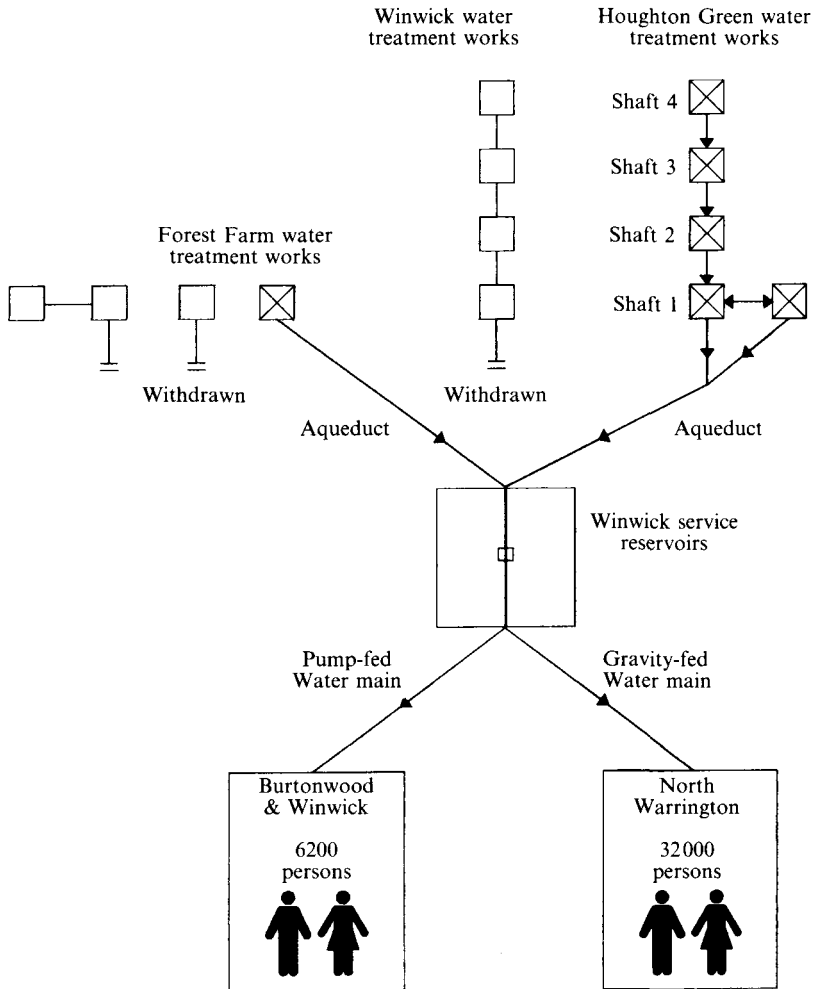 Winwick water
treatment works
Houghton Green water
treatment works
Shaft 4
Shaft 3
Shaft 2
Shaft 1
Forest Farm water
treatment works
Withdrawn
Withdrawn
Aqueduct
Aqueduct
Winwick service
reservoirs
Pump-fed
Water main
Gravity-fed
Water main
Burtonwood
& Winwick
6200
persons
North
Warrington
32 000
persons